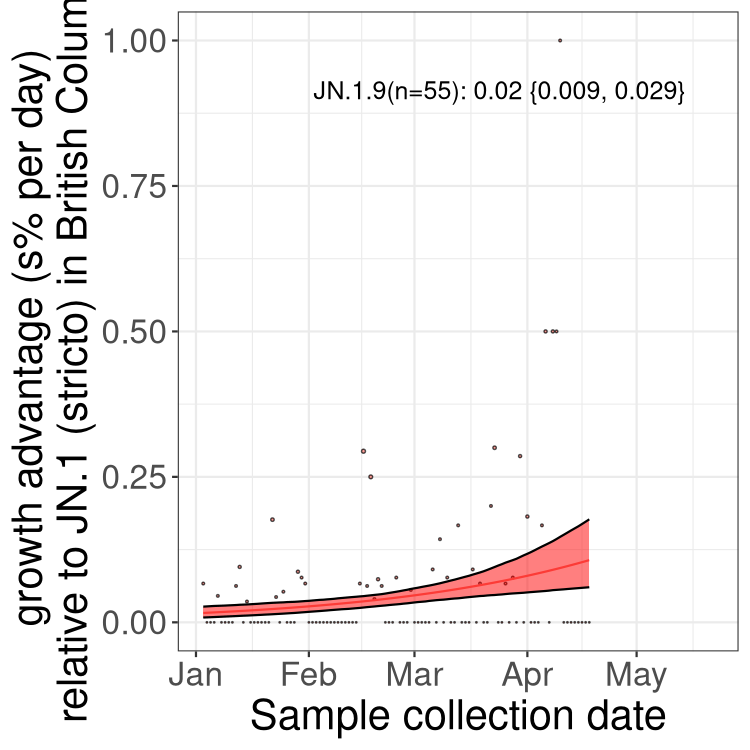 growth advantage (s% per day)
relative to JN.1 (stricto) in British Colum
1.00
0.75
0.50
0.25
0.00
JN.1.9(n=55): 0.02 {0.009, 0.029}
Jan Feb Mar Apr May
Sample collection date